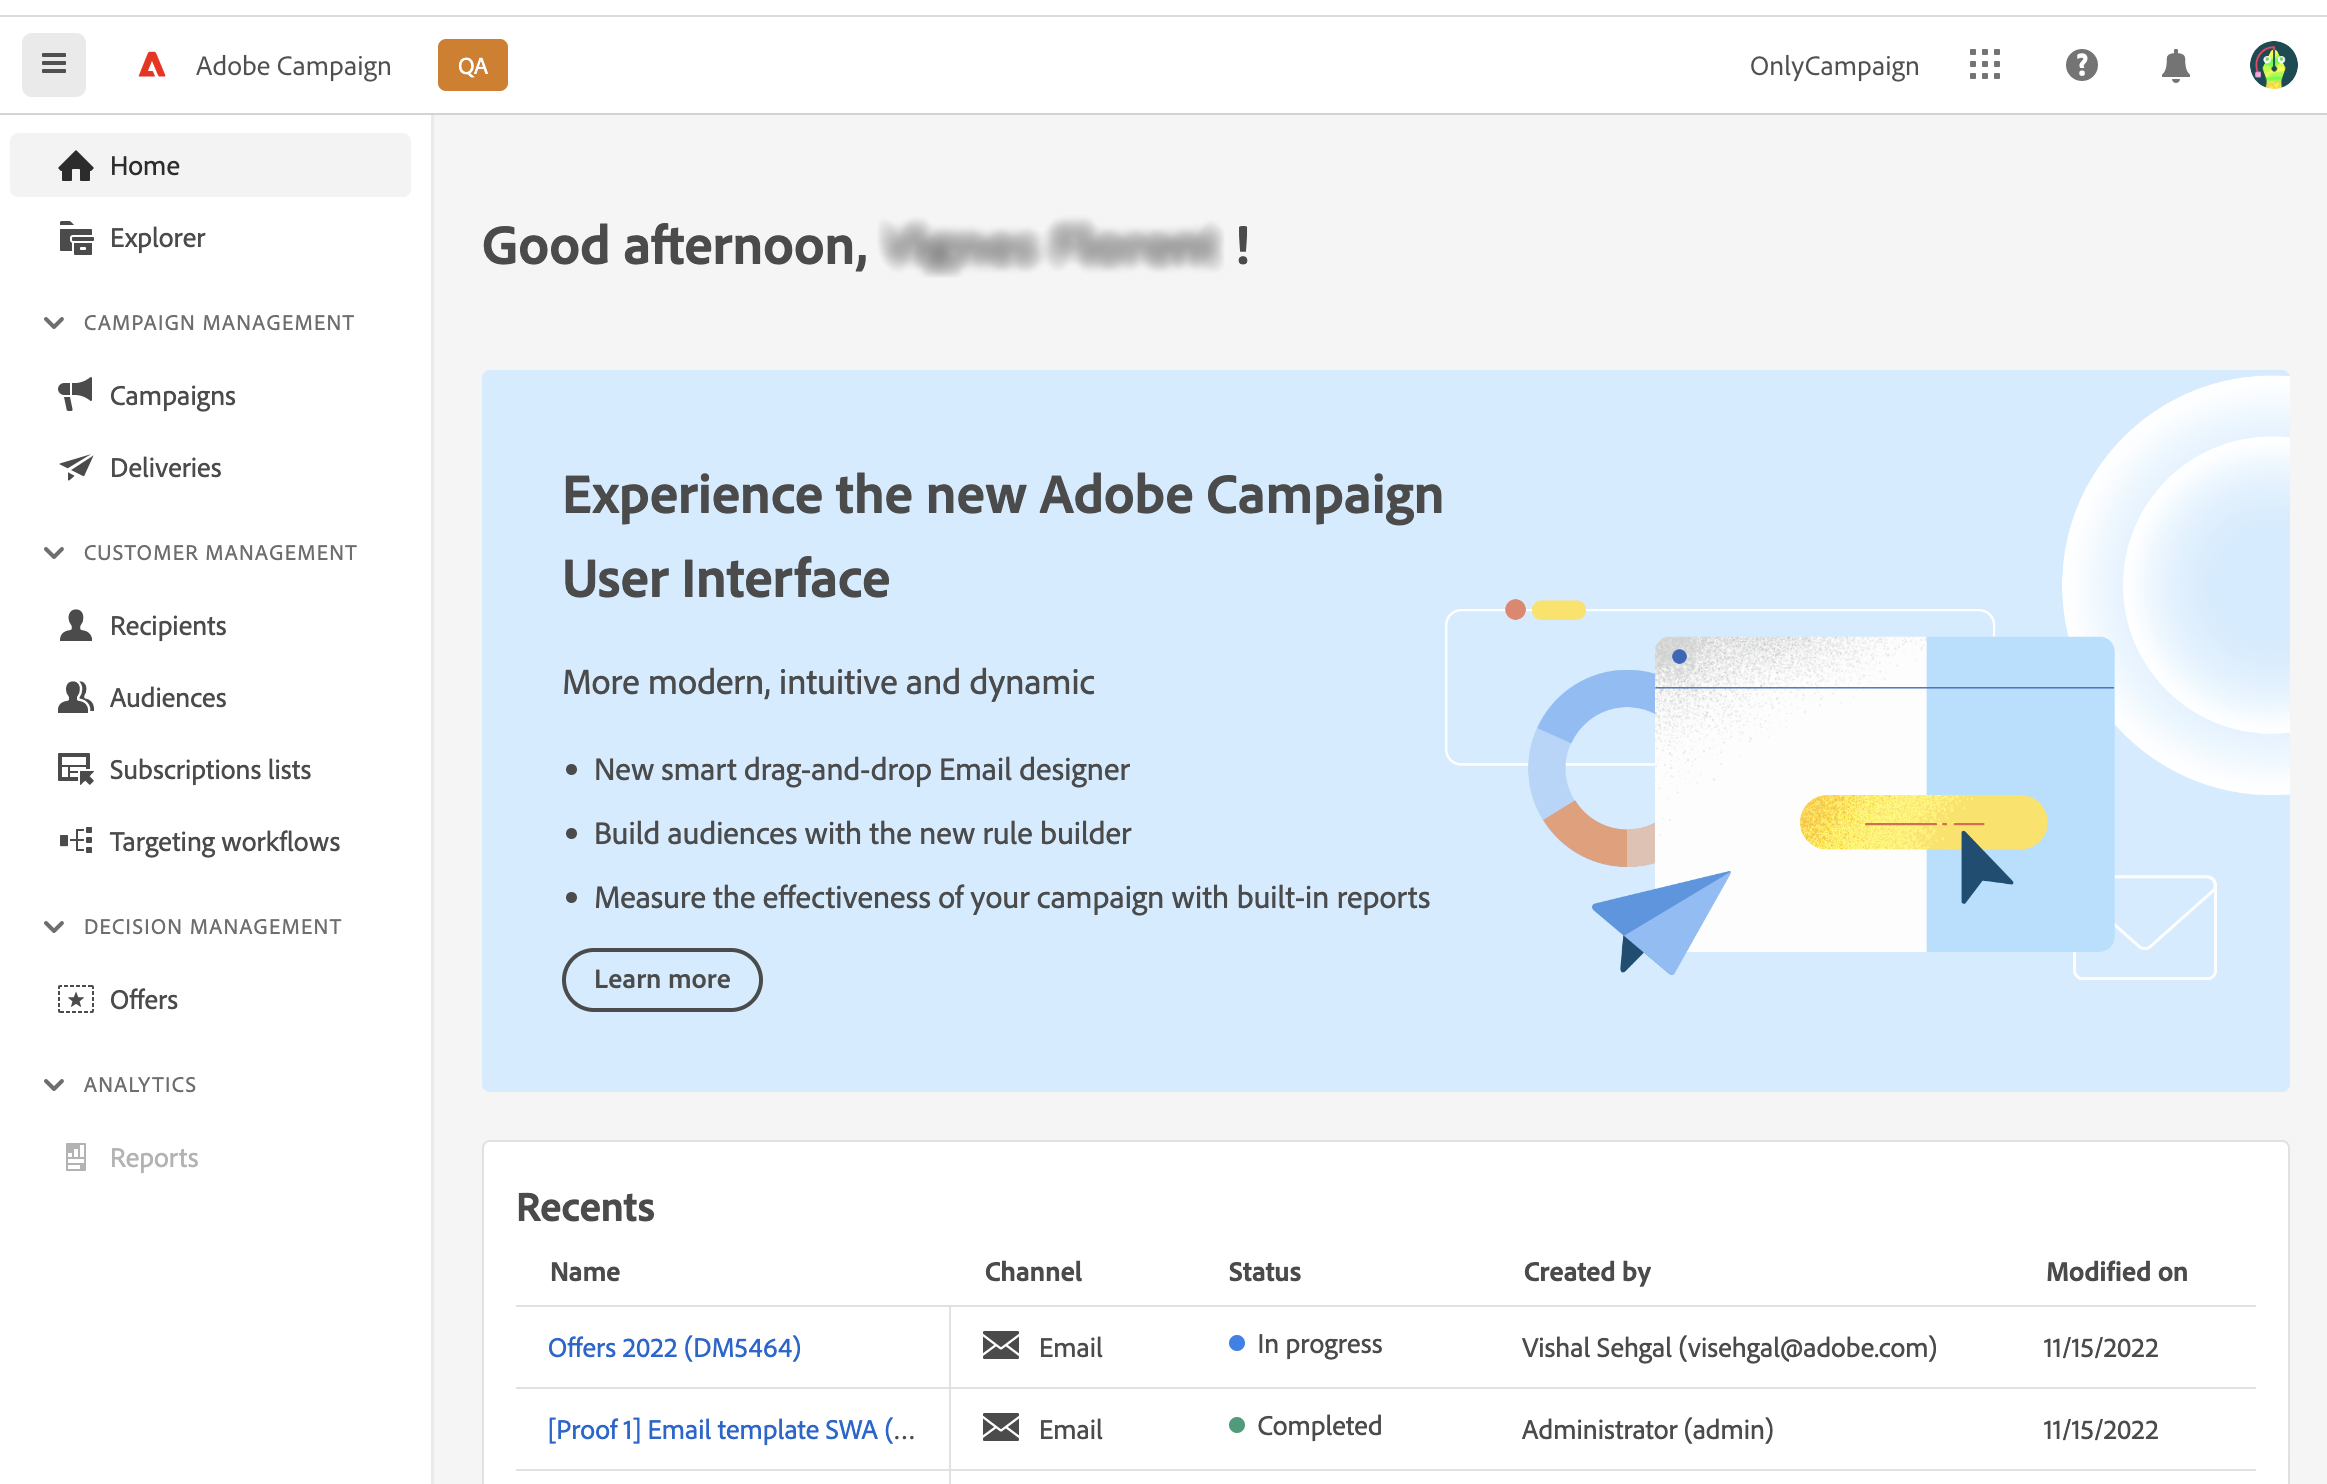 Adobe Campaign QA OnlyCampaign
Home
Explorer
CAMPAIGN MANAGEMENT
Campaigns
Deliveries
CUSTOMER MANAGEMENT
Recipients
Audiences
Subscriptions lists
Targeting workflows
DECISION MANAGEMENT
Offers
ANALYTICS
Reports
Good afternoon, !
Experience the new Adobe Campaign
User Interface
More modern, intuitive and dynamic
• New smart drag-and-drop Email designer
• Build audiences with the new rule builder
• Measure the effectiveness of your campaign with built-in reports
Learn more
Recents
Name Channel Status Created by Modified on
Offers 2022 (DM5464) Email In progress Vishal Sehgal (visehgal@adobe.com) 11/15/2022
[Proof 1] Email template SWA (... Email Completed Administrator (admin) 11/15/2022